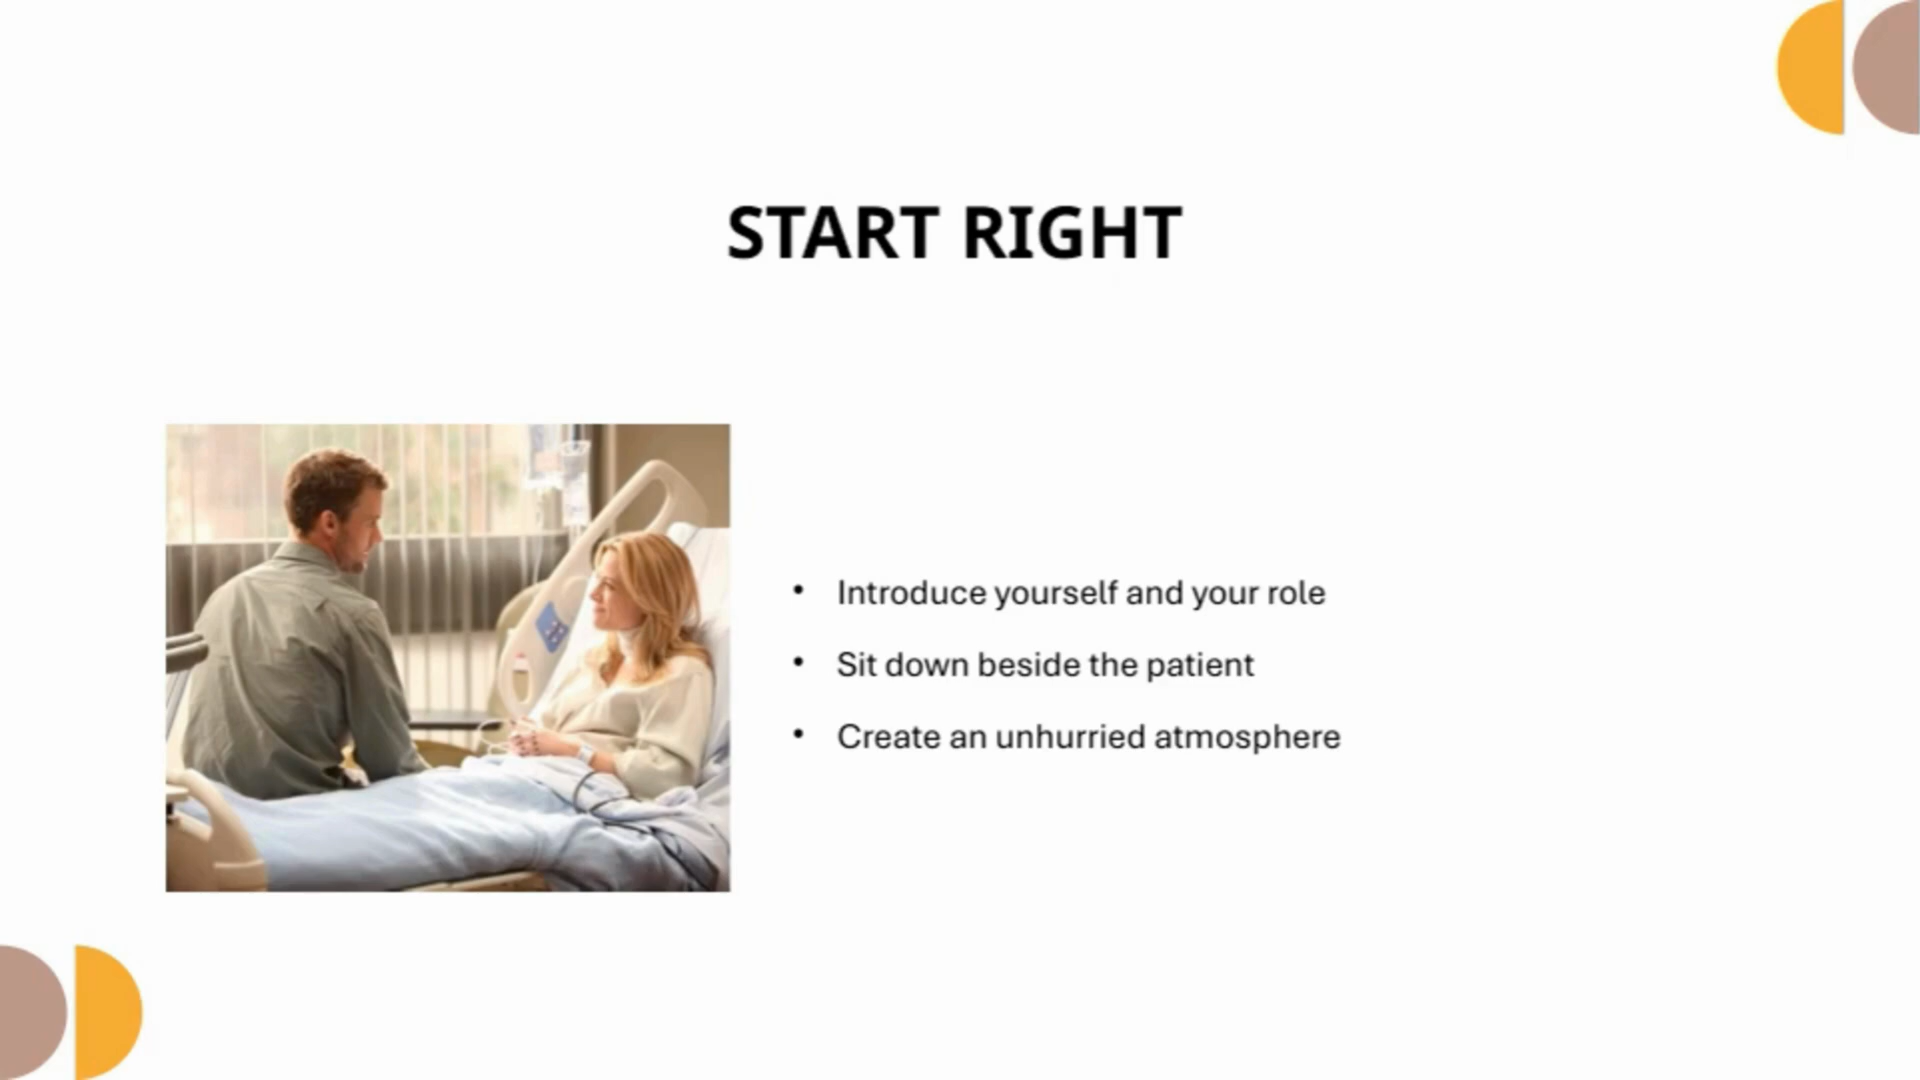 START RIGHT
• Introduce yourself and your role
• Sit down beside the patient
• Create an unhurried atmosphere